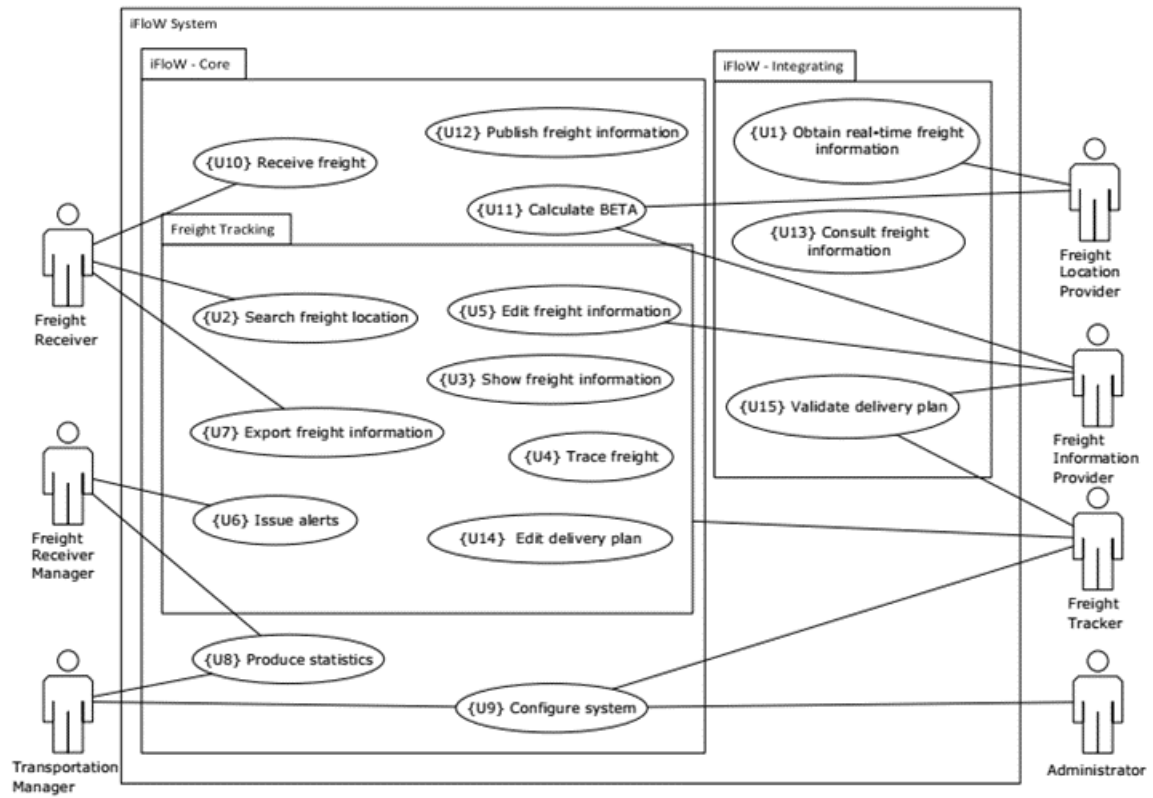 iFloW System
iFloW - Core
iFloW - Integrating
{U12} Publish freight information
{U1} Obtain real-time freight
information
{U10} Receive freight
{U11} Calculate BETA
Freight Tracking
{U13} Consult freight
information
Freight
Location
Provider
Freight
Receiver
{U2} Search freight location
{U5} Edit freight information
{U3} Show freight information
{U15} Validate delivery plan
{U7} Export freight information
{U4} Trace freight
Freight
Information
Provider
{U6} Issue alerts
{U14} Edit delivery plan
Freight
Receiver
Manager
Freight
Tracker
{U8} Produce statistics
{U9} Configure system
Transportation
Manager
Administrator